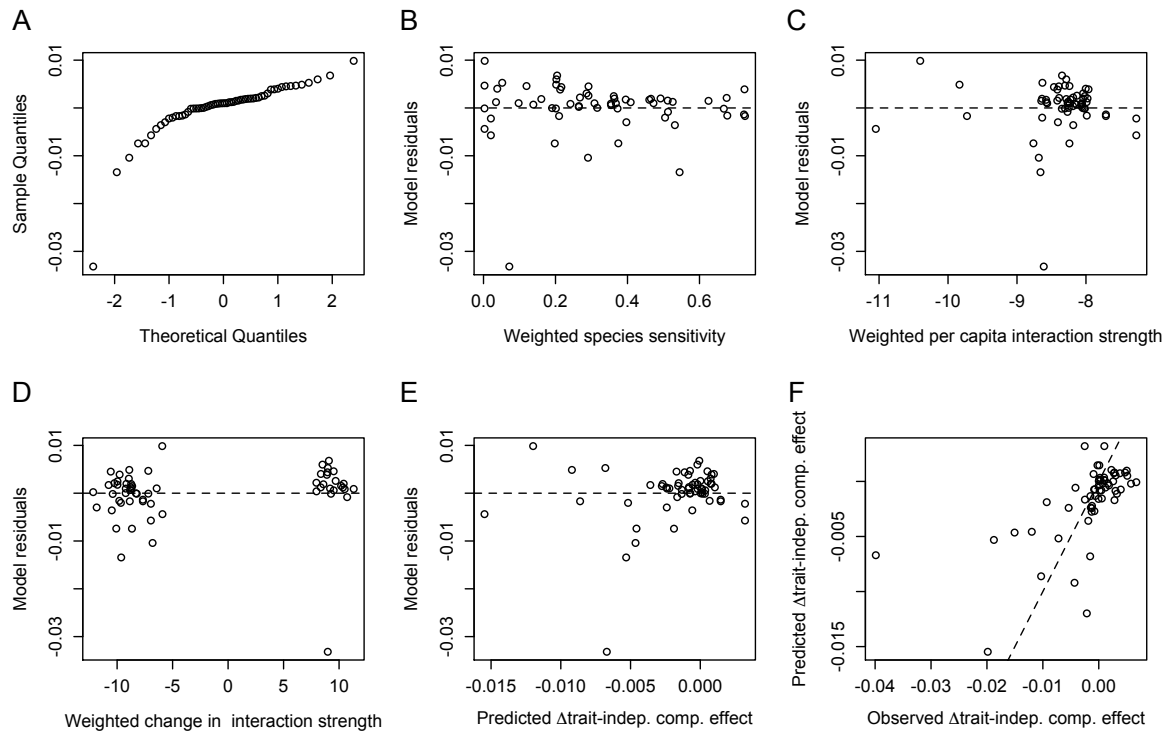 A
B
C
0.01
-0.01
-0.03
Sample Quantiles
-2
-1
0
1
2
Theoretical Quantiles
0.01
-0.01
-0.03
Model residuals
0.0
0.2
0.4
0.6
Weighted species sensitivity
0.01
-0.01
-0.03
Model residuals
-11
-10
-9
-8
Weighted per capita interaction strength
D
E
F
0.01
-0.01
-0.03
Model residuals
-10
-5
0
5
10
Weighted change in interaction strength
0.01
-0.01
-0.03
Model residuals
-0.015
-0.010
-0.005
0.000
Predicted Δtrait-indep. comp. effect
-0.005
-0.015
Predicted Δtrait-indep. comp. effect
-0.04
-0.03
-0.02
-0.01
0.00
Observed Δtrait-indep. comp. effect